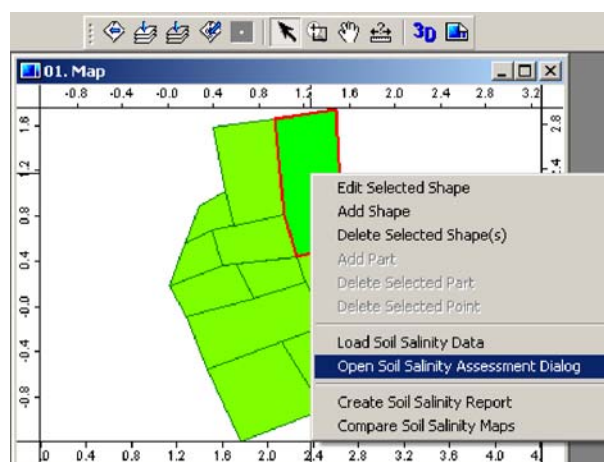 3D
01. Map
-0.8 -0.4 -0.0 0.4 0.8 1.2 1.6 2.0 2.4 2.8 3.2
1.6
2.8
1.2
2.4
0.8
0.4
-0.0
-0.4
-0.8
Edit Selected Shape
Add Shape
Delete Selected Shape(s)
Add Part
Delete Selected Part
Delete Selected Point
Load Soil Salinity Data
Open Soil Salinity Assessment Dialog
Create Soil Salinity Report
Compare Soil Salinity Maps
0.0 0.4 0.8 1.2 1.6 2.0 2.4 2.8 3.2 3.6 4.0